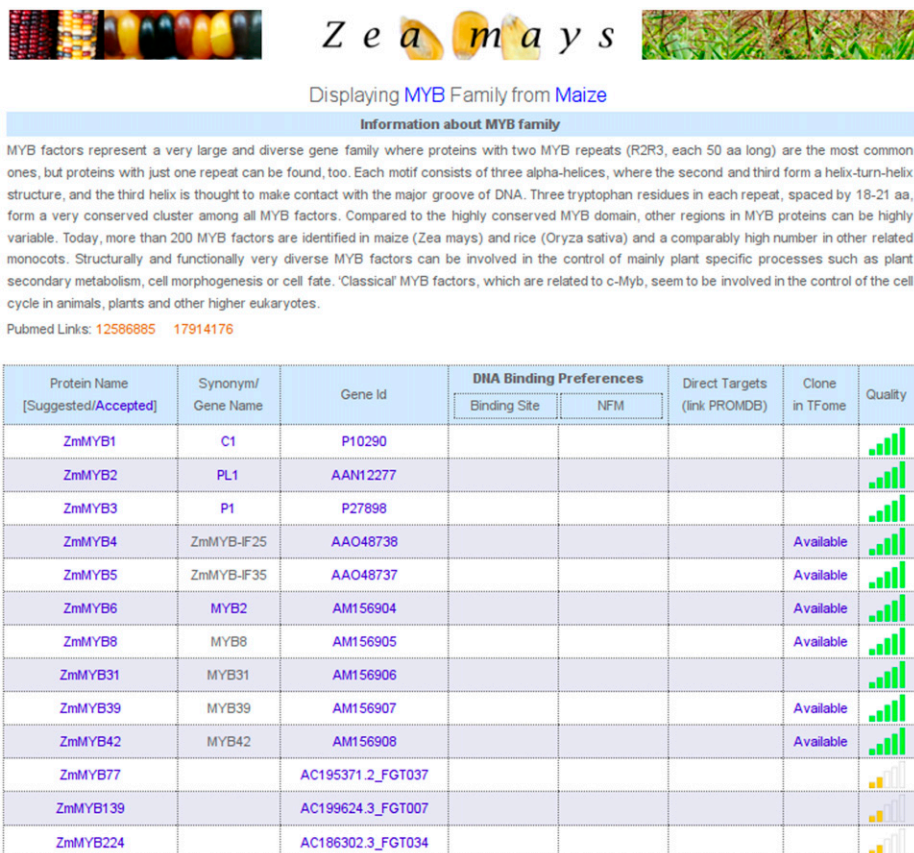 Zea mays
Displaying MYB Family from Maize
Information about MYB family
MYB factors represent a very large and diverse gene family where proteins with two MYB repeats (R2R3, each 50 aa long) are the most common
ones, but proteins with just one repeat can be found, too. Each motif consists of three alpha-helices, where the second and third form a helix-turn-helix
structure, and the third helix is thought to make contact with the major groove of DNA. Three tryptophan residues in each repeat, spaced by 18-21 aa,
form a very conserved cluster among all MYB factors. Compared to the highly conserved MYB domain, other regions in MYB proteins can be highly
variable. Today, more than 200 MYB factors are identified in maize (Zea mays) and rice (Oryza sativa) and a comparably high number in other related
monocots. Structurally and functionally very diverse MYB factors can be involved in the control of mainly plant specific processes such as plant
secondary metabolism, cell morphogenesis or cell fate. 'Classical' MYB factors, which are related to c-Myb, seem to be involved in the control of the cell
cycle in animals, plants and other higher eukaryotes.
Pubmed Links: 12586885 17914176
Protein Name Synonym/ Gene Id DNA Binding Preferences Direct Targets Clone Quality
[Suggested/Accepted] Gene Name Binding Site NFM (link PROMDB) in TFome
ZmMYB1 C1 P10290
ZmMYB2 PL1 AAN12277
ZmMYB3 P1 P27898
ZmMYB4 ZmMYB-IF25 AAO48738 Available
ZmMYB5 ZmMYB-IF35 AAO48737 Available
ZmMYB6 MYB2 AM156904 Available
ZmMYB8 MYB8 AM156905 Available
ZmMYB31 MYB31 AM156906
ZmMYB39 MYB39 AM156907 Available
ZmMYB42 MYB42 AM156908 Available
ZmMYB77 AC195371.2_FGT037
ZmMYB139 AC199624.3_FGT007
ZmMYB224 AC186302.3_FGT034